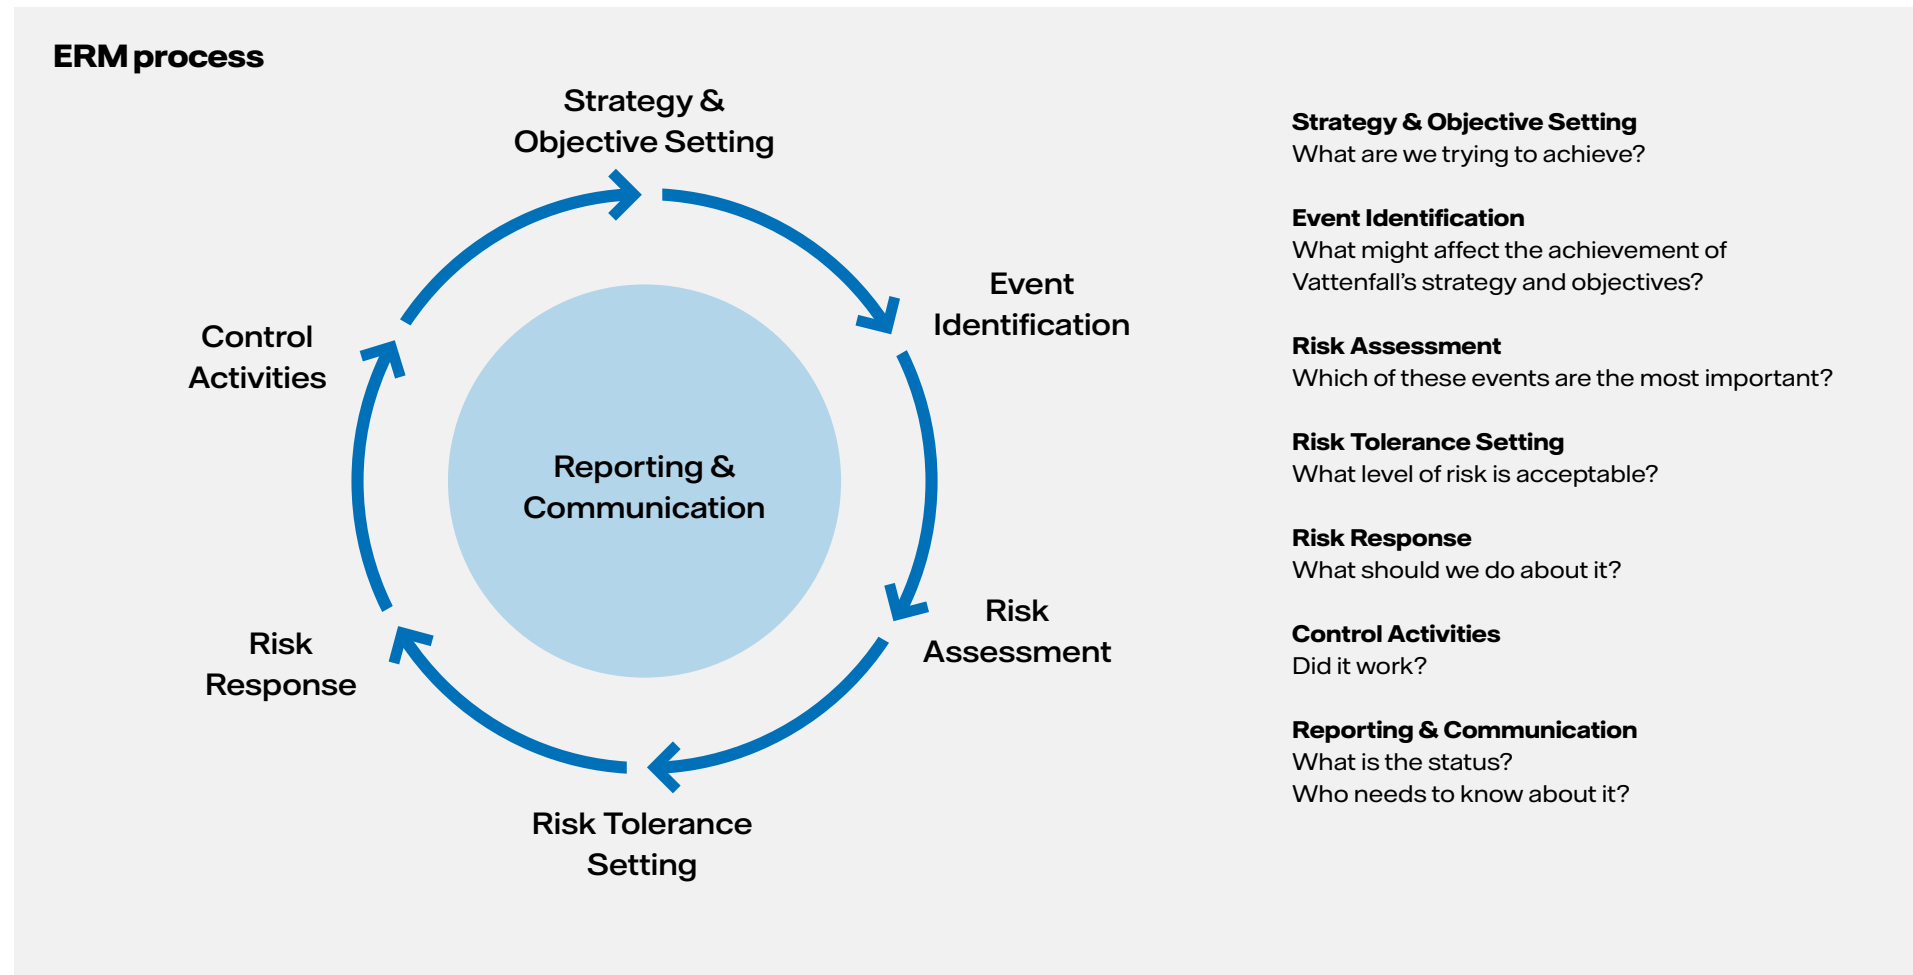 ERM process
Strategy &
Objective Setting
Event
Identification
Risk
Assessment
Risk Tolerance
Setting
Risk
Response
Control
Activities
Reporting &
Communication
Strategy & Objective Setting
What are we trying to achieve?
Event Identification
What might affect the achievement of
Vattenfall's strategy and objectives?
Risk Assessment
Which of these events are the most important?
Risk Tolerance Setting
What level of risk is acceptable?
Risk Response
What should we do about it?
Control Activities
Did it work?
Reporting & Communication
What is the status?
Who needs to know about it?